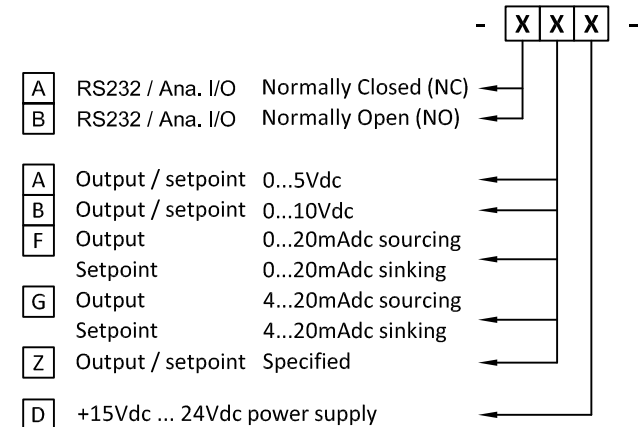 - X X X -
A RS232 / Ana. I/O Normally Closed (NC)
B RS232 / Ana. I/O Normally Open (NO)
A Output / setpoint 0...5Vdc
B Output / setpoint 0...10Vdc
F Output 0...20mAdc sourcing
Setpoint 0...20mAdc sinking
G Output 4...20mAdc sourcing
Setpoint 4...20mAdc sinking
Z Output / setpoint Specified
D +15Vdc ... 24Vdc power supply